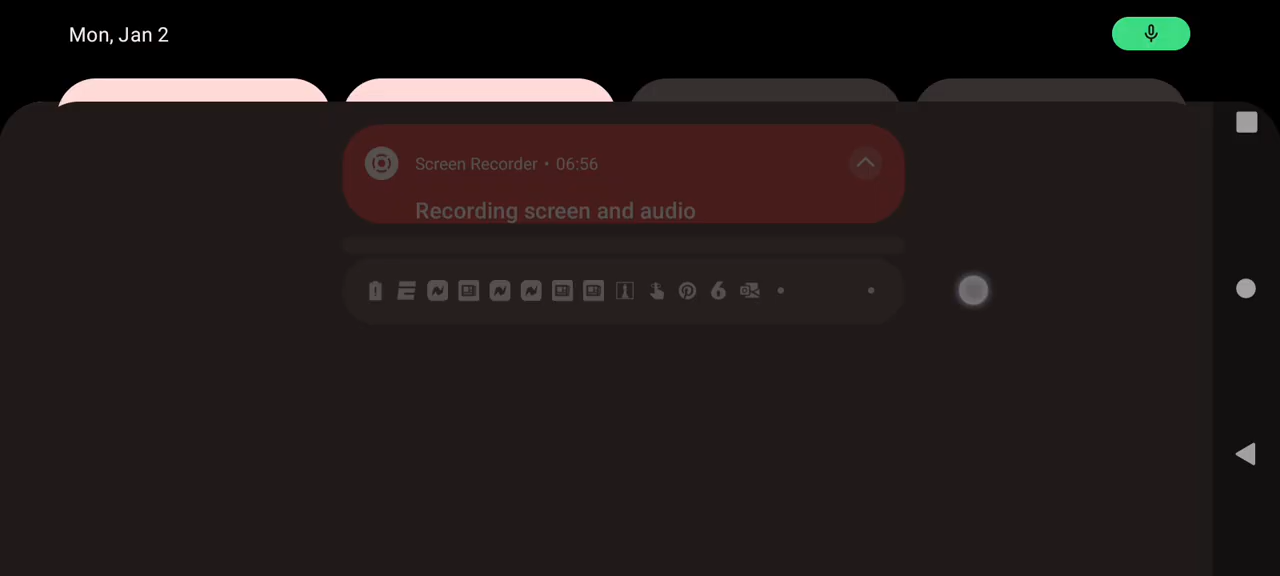 Mon, Jan 2
Screen Recorder • 06:56
Recording screen and audio